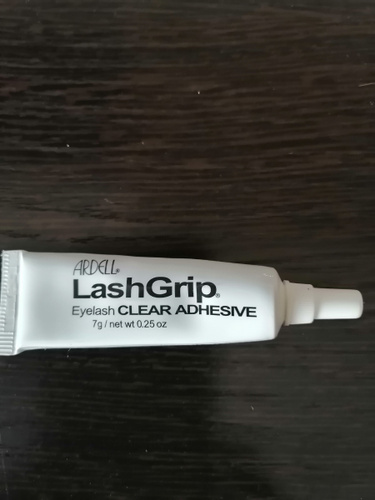 ARDELL®
LashGrip®
Eyelash CLEAR ADHESIVE
7g / net wt 0.25 oz